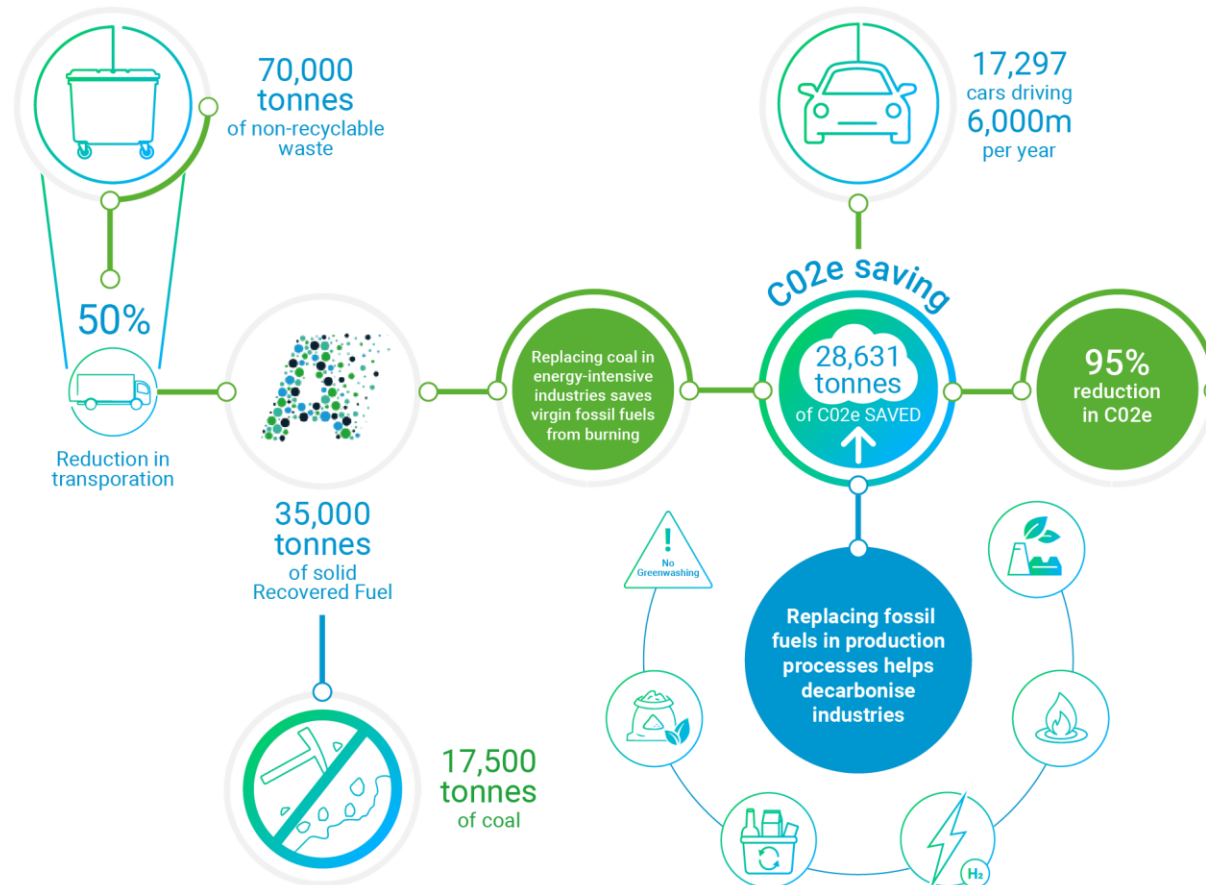 70,000
tonnes
of non-recyclable
waste
17,297
cars driving
6,000m
per year
50%
Reduction in
transporation
35,000
tonnes
of solid
Recovered Fuel
17,500
tonnes
of coal
Replacing coal in
energy-intensive
industries saves
virgin fossil fuels
from burning
C02e saving
28,631
tonnes
of C02e SAVED
95%
reduction
in C02e
!
No
Greenwashing
Replacing fossil
fuels in production
processes helps
decarbonise
industries
H₂